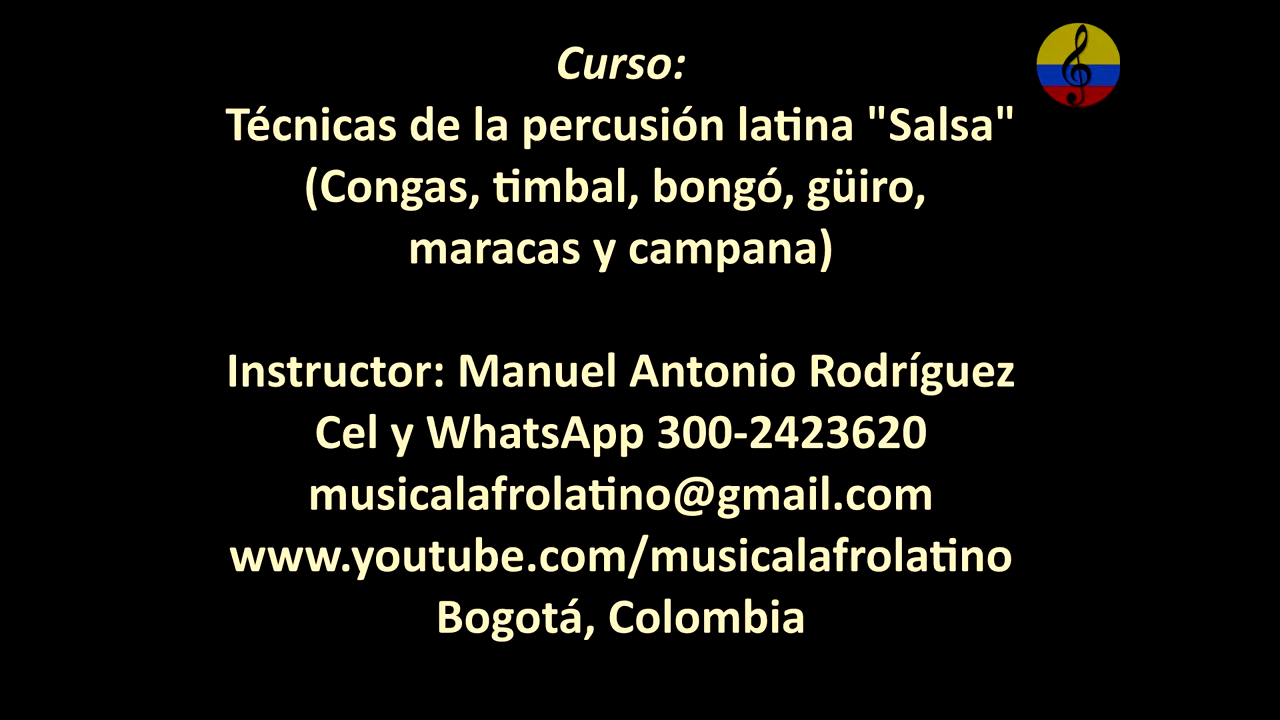 Curso:
Técnicas de la percusión latina "Salsa"
(Congas, timbal, bongó, güiro,
maracas y campana)
Instructor: Manuel Antonio Rodríguez
Cel y WhatsApp 300-2423620
musicalafrolatino@gmail.com
www.youtube.com/musicalafrolatino
Bogotá, Colombia